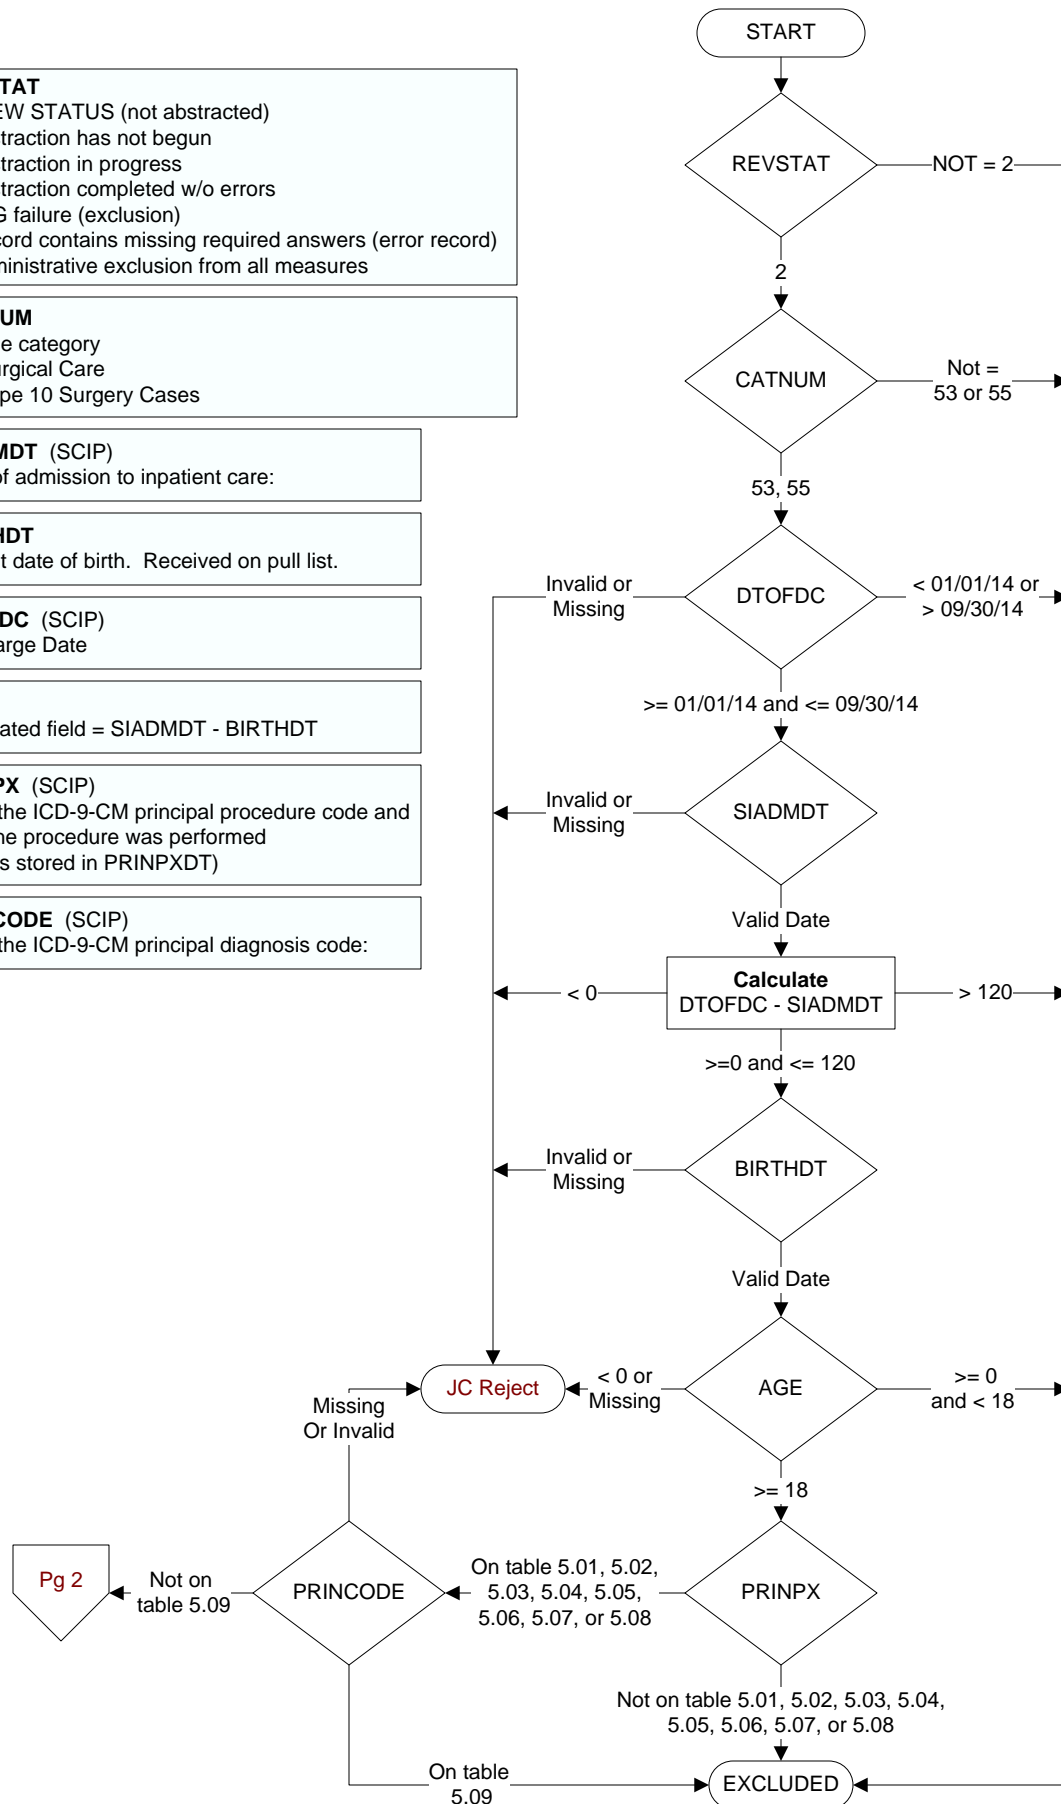 START
TAT
EW STATUS (not abstracted)
straction has not begun
straction in progress
straction completed w/o errors
G failure (exclusion)
cord contains missing required answers (error record)
ministrative exclusion from all measures
REVSTAT
NOT = 2
2
UM
e category
urgical Care
pe 10 Surgery Cases
CATNUM
Not =
53 or 55
MDT (SCIP)
of admission to inpatient care:
53, 55
HDT
t date of birth. Received on pull list.
Invalid or
Missing
DTOFDC
< 01/01/14 or
> 09/30/14
DC (SCIP)
arge Date
ated field = SIADMDT - BIRTHDT
>= 01/01/14 and <= 09/30/14
PX (SCIP)
the ICD-9-CM principal procedure code and
he procedure was performed
s stored in PRINPXDT)
Invalid or
Missing
SIADMDT
CODE (SCIP)
the ICD-9-CM principal diagnosis code:
Valid Date
< 0
Calculate
DTOFDC - SIADMDT
> 120
>=0 and <= 120
Invalid or
Missing
BIRTHDT
Valid Date
JC Reject
< 0 or
Missing
AGE
>= 0
and < 18
Missing
Or Invalid
>= 18
Pg 2
Not on
table 5.09
PRINCODE
On table 5.01, 5.02,
5.03, 5.04, 5.05,
5.06, 5.07, or 5.08
PRINPX
Not on table 5.01, 5.02, 5.03, 5.04,
5.05, 5.06, 5.07, or 5.08
On table
5.09
EXCLUDED